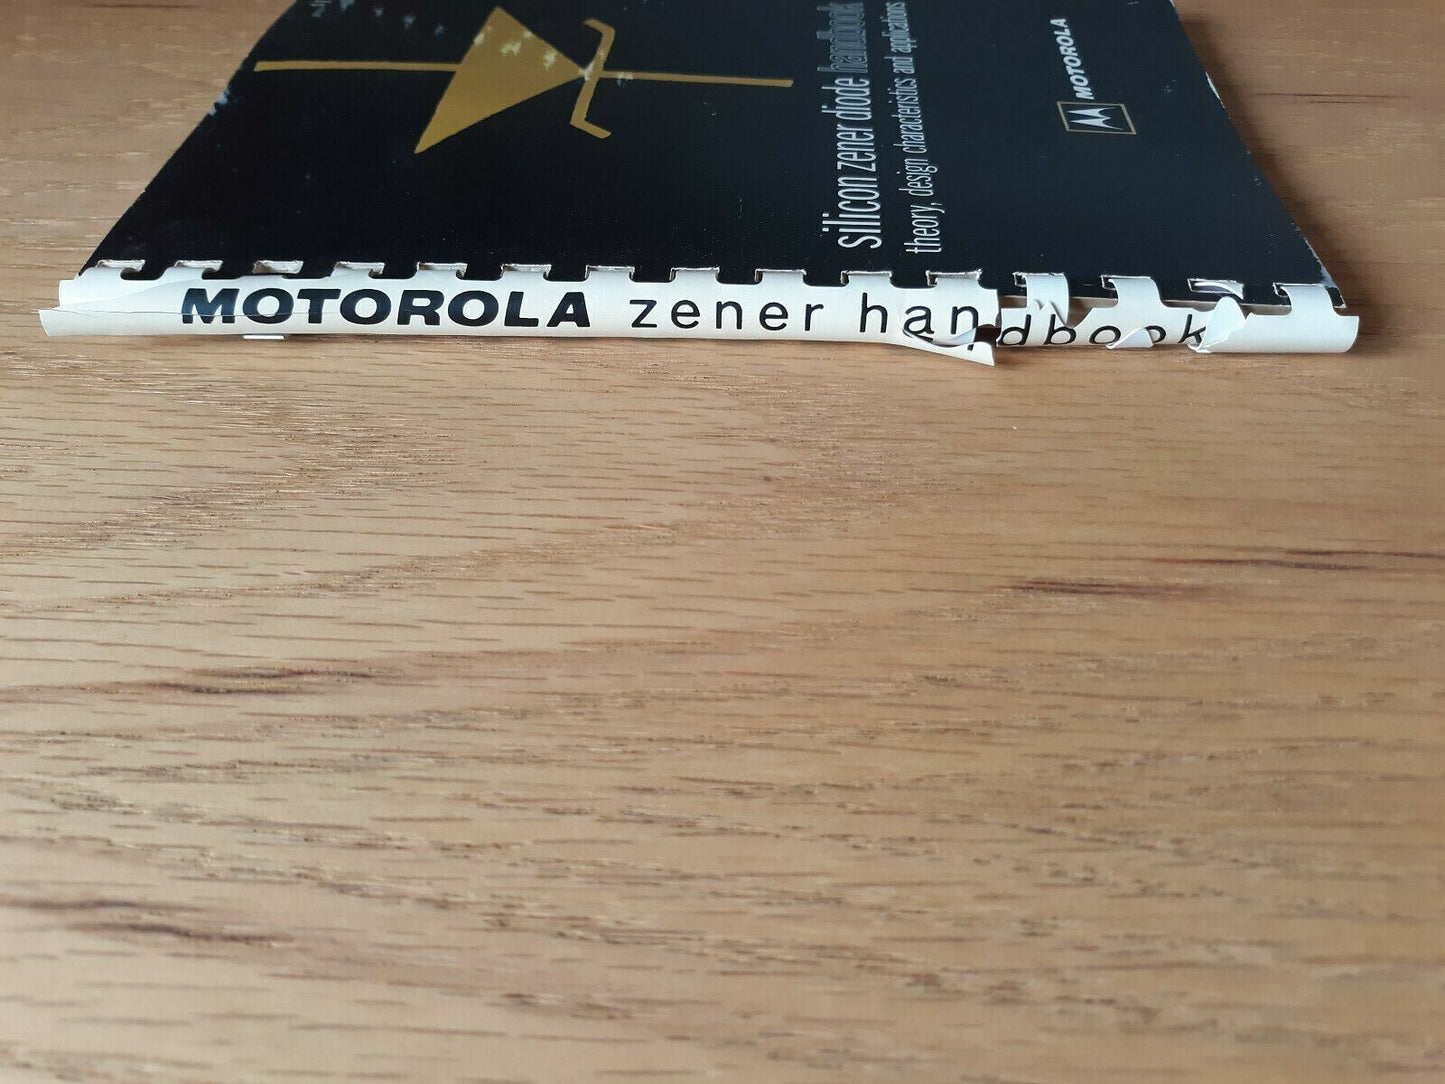 silicon zener diode handbook
theory, design characteristics and applications
MOTOROLA
MOTOROLA zener handbook